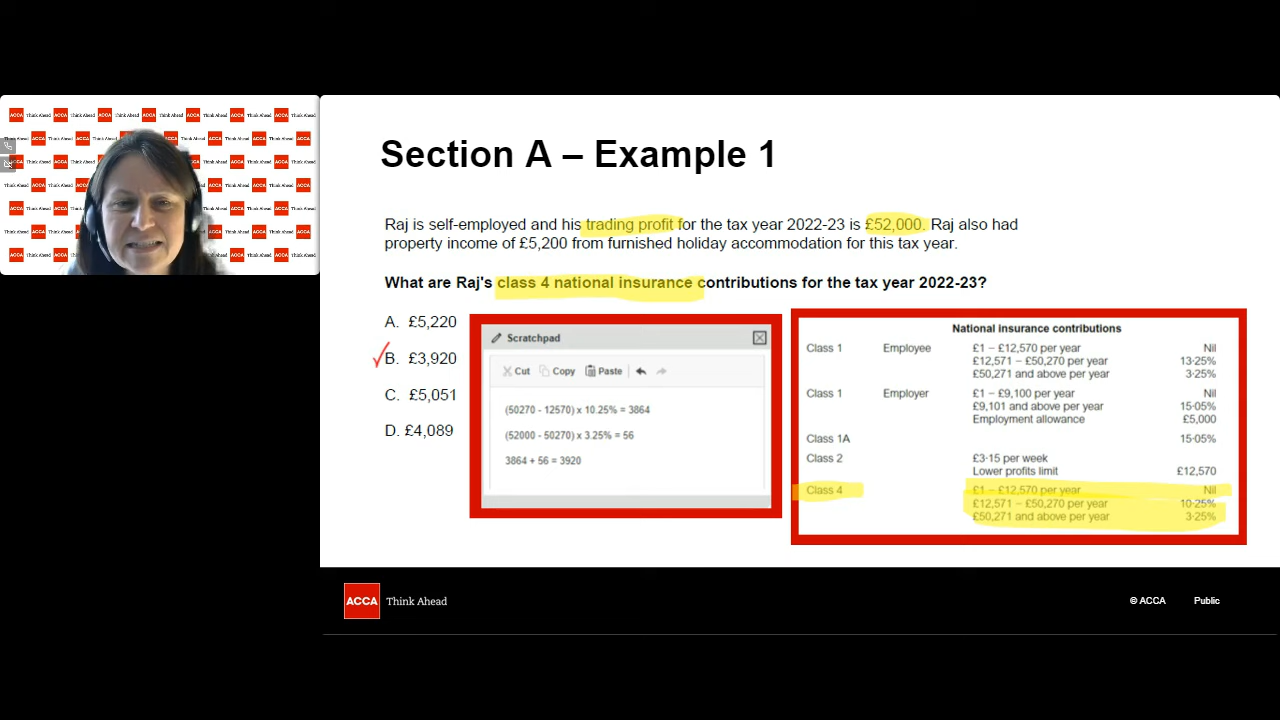 Section A – Example 1
Raj is self-employed and his trading profit for the tax year 2022-23 is £52,000. Raj also had
property income of £5,200 from furnished holiday accommodation for this tax year.
What are Raj's class 4 national insurance contributions for the tax year 2022-23?
A. £5,220
B. £3,920
C. £5,051
D. £4,089
Scratchpad
Cut Copy Paste
(50270 - 12570) x 10.25% = 3864
(52000 - 50270) x 3.25% = 56
3864 + 56 = 3920
National insurance contributions
Class 1 Employee £1 – £12,570 per year Nil
£12,571 – £50,270 per year 13·25%
£50,271 and above per year 3·25%
Class 1 Employer £1 – £9,100 per year Nil
£9,101 and above per year 15·05%
Employment allowance £5,000
Class 1A 15·05%
Class 2 £3·15 per week
Lower profits limit £12,570
Class 4 £1 – £12,570 per year Nil
£12,571 – £50,270 per year 10·25%
£50,271 and above per year 3·25%
ACCA Think Ahead
© ACCA Public